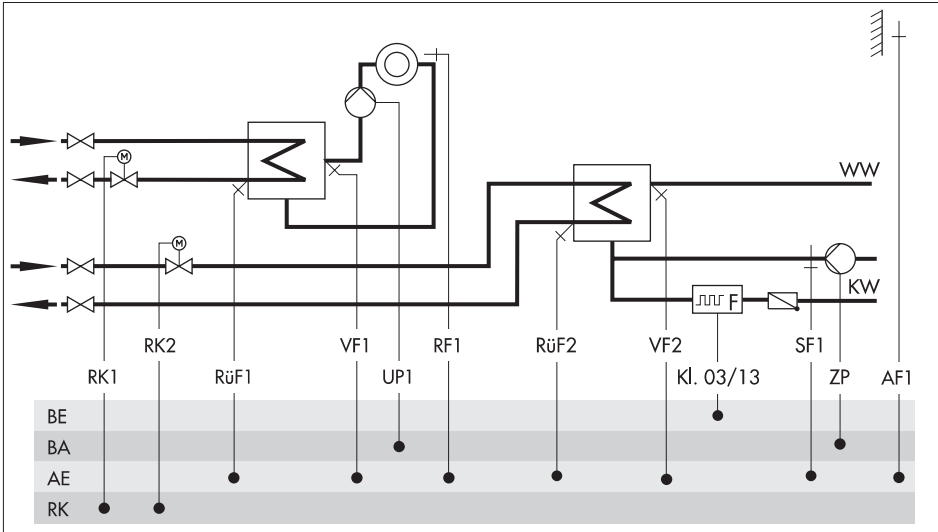 M
M
WW
KW
F
RK2 VF1 RF1 RüF2 VF2 SF1
RK1 RüF1 UP1 Kl. 03/13 ZP AF1
BE
BA
AE
RK